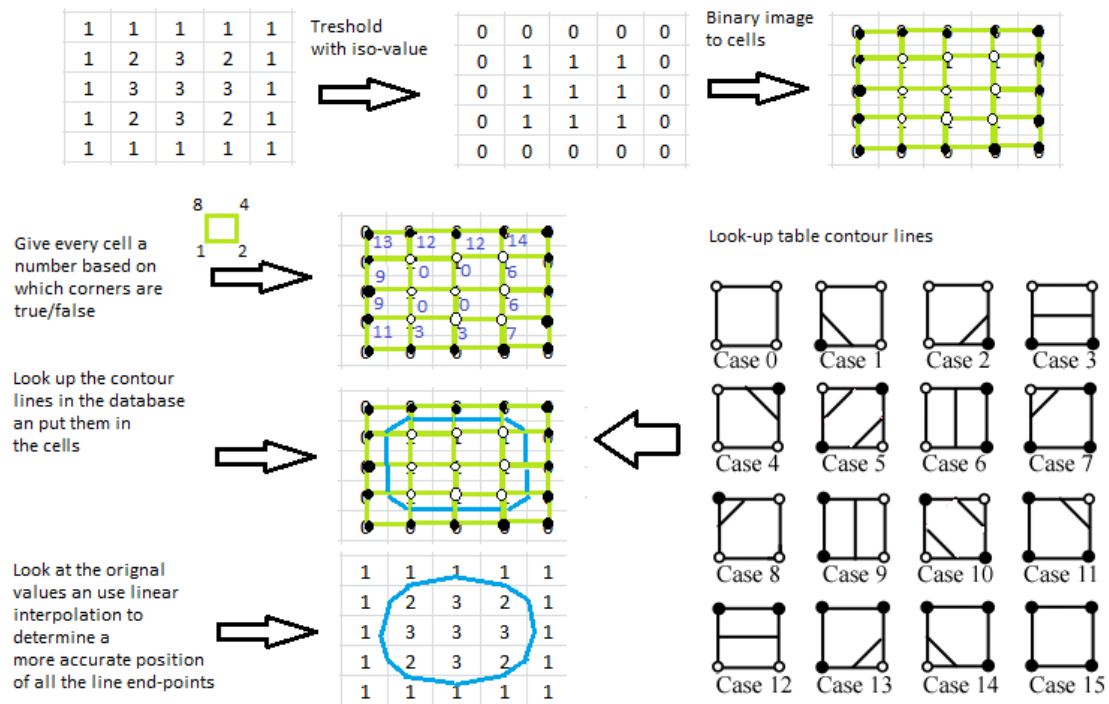 1 1 1 1 1
1 2 3 2 1
1 3 3 3 1
1 2 3 2 1
1 1 1 1 1
Treshold
with iso-value
0 0 0 0 0
0 1 1 1 0
0 1 1 1 0
0 1 1 1 0
0 0 0 0 0
Binary image
to cells
8 4
1 2
Give every cell a
number based on
which corners are
true/false
13 12 12 14
9 0 0 6
9 0 0 6
11 3 3 7
Look up the contour
lines in the database
an put them in
the cells
Look at the orignal
values an use linear
interpolation to
determine a
more accurate position
of all the line end-points
1 1 1 1 1
1 2 3 2 1
1 3 3 3 1
1 2 3 2 1
1 1 1 1 1
Look-up table contour lines
Case 0 Case 1 Case 2 Case 3
Case 4 Case 5 Case 6 Case 7
Case 8 Case 9 Case 10 Case 11
Case 12 Case 13 Case 14 Case 15